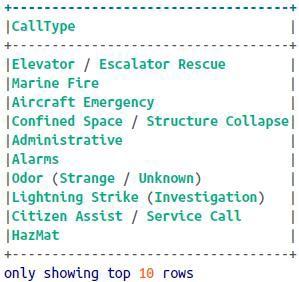 +-----------------------------------+
|CallType                           |
+-----------------------------------+
|Elevator / Escalator Rescue        |
|Marine Fire                        |
|Aircraft Emergency                 |
|Confined Space / Structure Collapse|
|Administrative                     |
|Alarms                             |
|Odor (Strange / Unknown)           |
|Lightning Strike (Investigation)   |
|Citizen Assist / Service Call      |
|HazMat                             |
+-----------------------------------+
only showing top 10 rows